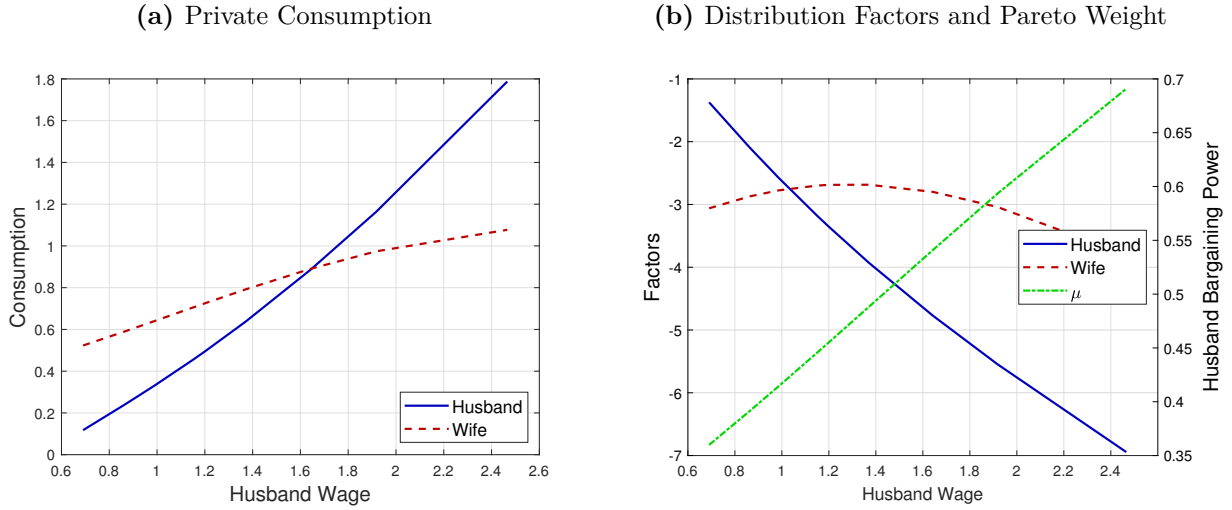 (a) Private Consumption
Consumption
1.8
1.6
1.4
1.2
1
0.8
0.6
0.4
0.2
0
Husband
Wife
0.6 0.8 1 1.2 1.4 1.6 1.8 2 2.2 2.4 2.6
Husband Wage
(b) Distribution Factors and Pareto Weight
Factors
-1
-2
-3
-4
-5
-6
-7
Husband
Wife
μ
0.7
0.65
0.6
0.55
0.5
0.45
0.4
0.35
Husband Bargaining Power
0.6 0.8 1 1.2 1.4 1.6 1.8 2 2.2 2.4
Husband Wage